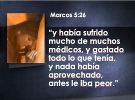 Marcos 5:26
“y había sufrido
mucho de muchos
médicos, y gastado
todo lo que tenía,
y nada había
aprovechado,
antes le iba peor.”